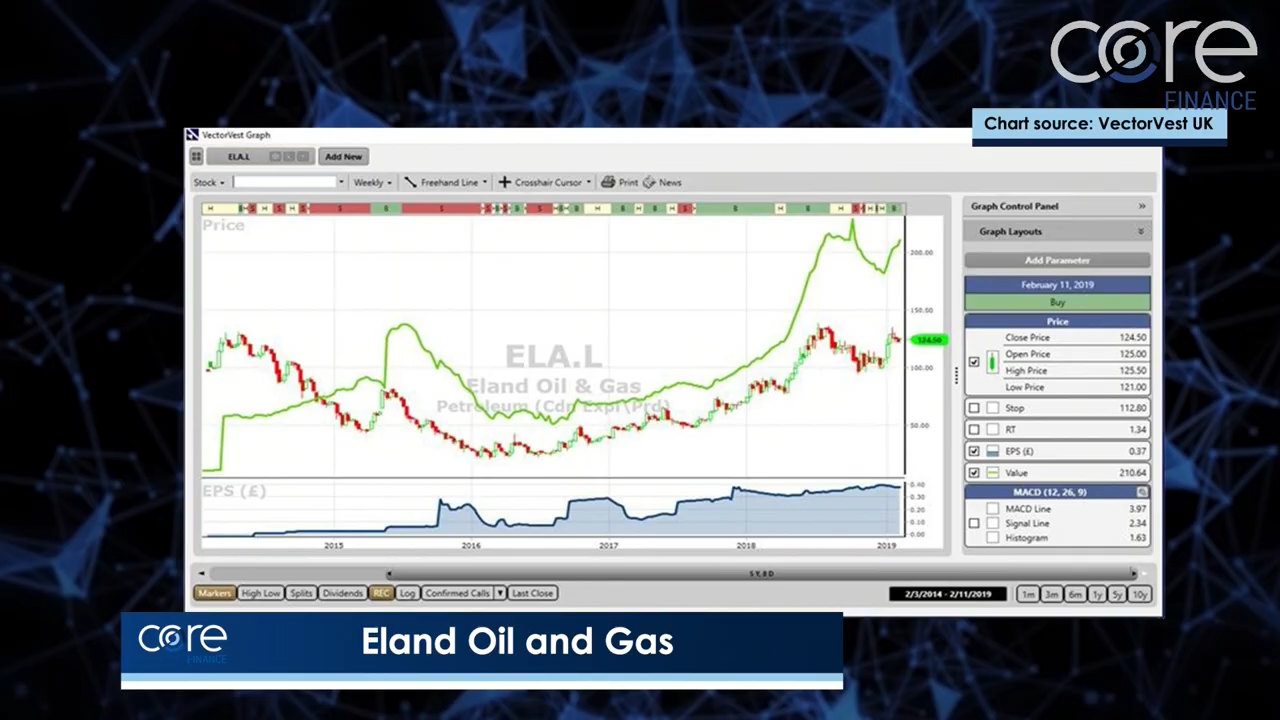 core
FINANCE
Chart source: VectorVest UK
VectorVest Graph
ELA.L
Add New
Stock
Weekly
Freehand Line
Crosshair Cursor
Print
News
Price
ELA.L
Eland Oil & Gas
Petroleum (Cdn Expl\Prd)
200.00
150.00
124.50
100.00
50.00
EPS (£)
0.40
0.30
0.20
0.10
0.00
2015
2016
2017
2018
2019
Graph Control Panel
Graph Layouts
Add Parameter
February 11, 2019
Buy
Price
Close Price 124.50
Open Price 125.00
High Price 125.50
Low Price 121.00
Stop 112.80
RT 1.34
EPS (£) 0.37
Value 210.64
MACD (12, 26, 9)
MACD Line 3.97
Signal Line 2.34
Histogram 1.63
5Y,8D
Markers
High Low
Splits
Dividends
REC
Log
Confirmed Calls
Last Close
2/3/2014 - 2/11/2019
1m
3m
6m
1y
5y
10y
core
FINANCE
Eland Oil and Gas